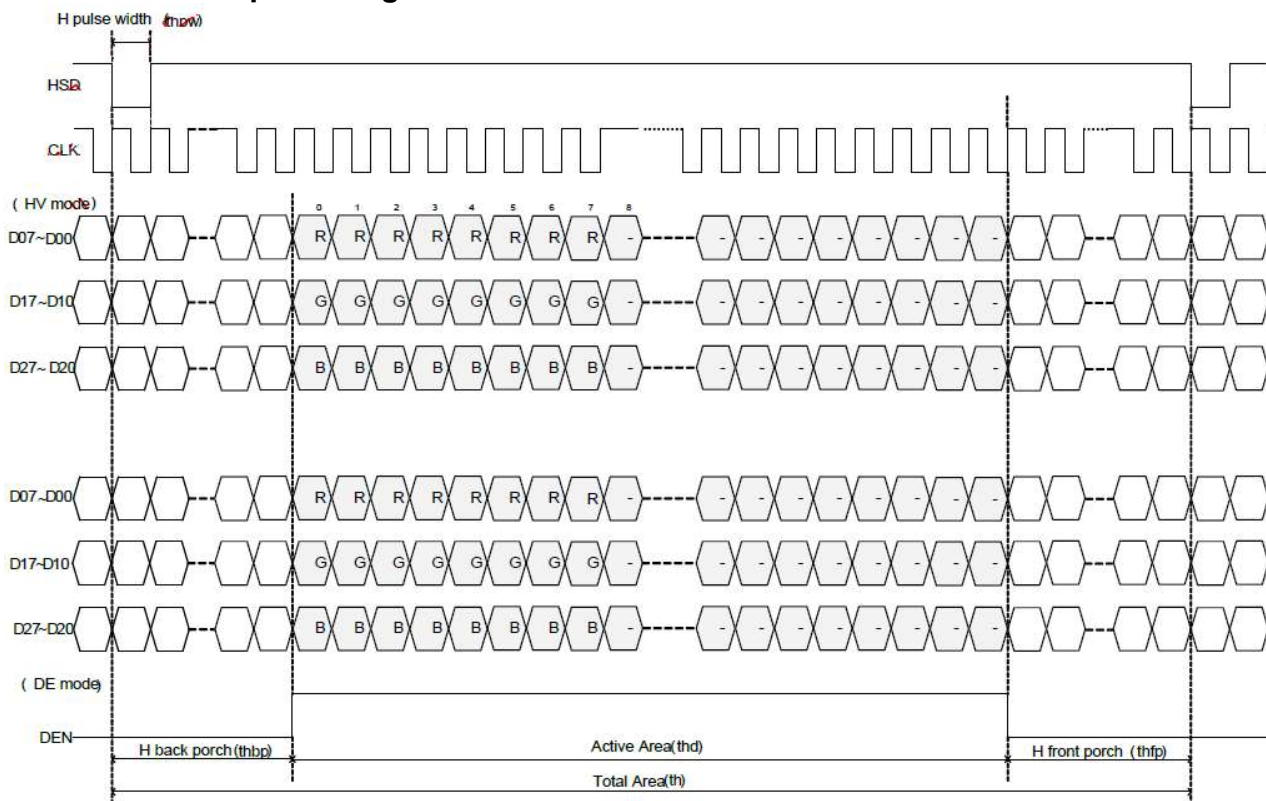 H pulse width (thpw)
HSD
CLK
( HV mode)
0 1 2 3 4 5 6 7 8
D07~D00 R R R R R R R R - - - - - - - - -
D17~D10 G G G G G G G G - - - - - - - - -
D27~D20 B B B B B B B B - - - - - - - - -
D07~D00 R R R R R R R R - - - - - - - - -
D17~D10 G G G G G G G G - - - - - - - - -
D27~D20 B B B B B B B B - - - - - - - - -
( DE mode)
DEN
H back porch (thbp)
Active Area(thd)
H front porch (thfp)
Total Area(th)